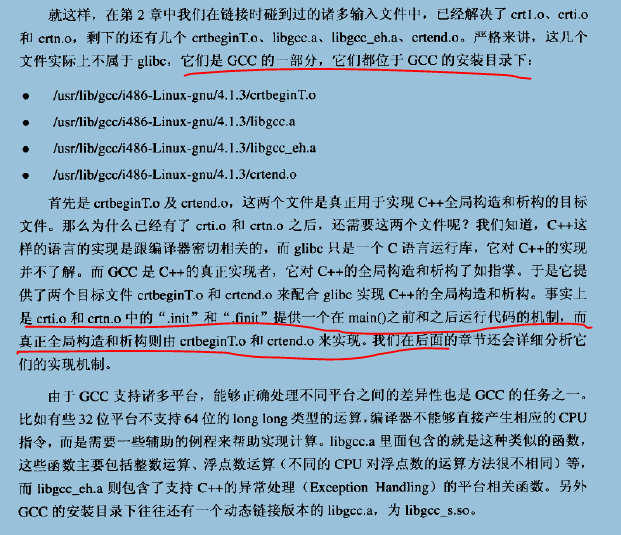 就这样，在第 2 章中我们在链接时碰到过的诸多输入文件中，已经解决了 crt1.o、crti.o
和 crtn.o，剩下的还有几个 crtbeginT.o、libgcc.a、libgcc_eh.a、crtend.o。严格来讲，这几个
文件实际上不属于 glibc，它们是 GCC 的一部分，它们都位于 GCC 的安装目录下：
● /usr/lib/gcc/i486-Linux-gnu/4.1.3/crtbeginT.o
● /usr/lib/gcc/i486-Linux-gnu/4.1.3/libgcc.a
● /usr/lib/gcc/i486-Linux-gnu/4.1.3/libgcc_eh.a
● /usr/lib/gcc/i486-Linux-gnu/4.1.3/crtend.o
首先是 crtbeginT.o 及 crtend.o，这两个文件是真正用于实现 C++全局构造和析构的目标
文件。那么为什么已经有了 crti.o 和 crtn.o 之后，还需要这两个文件呢？我们知道，C++这
样的语言的实现是跟编译器密切相关的，而 glibc 只是一个 C 语言运行库，它对 C++的实现
并不了解。而 GCC 是 C++的真正实现者，它对 C++的全局构造和析构了如指掌。于是它提
供了两个目标文件 crtbeginT.o 和 crtend.o 来配合 glibc 实现 C++的全局构造和析构。事实上
是 crti.o 和 crtn.o 中的“.init”和“.finit”提供一个在 main()之前和之后运行代码的机制，而
真正全局构造和析构则由 crtbeginT.o 和 crtend.o 来实现。我们在后面的章节还会详细分析它
们的实现机制。
由于 GCC 支持诸多平台，能够正确处理不同平台之间的差异性也是 GCC 的任务之一。
比如有些 32 位平台不支持 64 位的 long long 类型的运算，编译器不能够直接产生相应的 CPU
指令，而是需要一些辅助的例程来帮助实现计算。libgcc.a 里面包含的就是这种类似的函数，
这些函数主要包括整数运算、浮点数运算（不同的 CPU 对浮点数的运算方法很不相同）等，
而 libgcc_eh.a 则包含了支持 C++的异常处理（Exception Handling）的平台相关函数。另外
GCC 的安装目录下往往还有一个动态链接版本的 libgcc.a，为 libgcc_s.so。